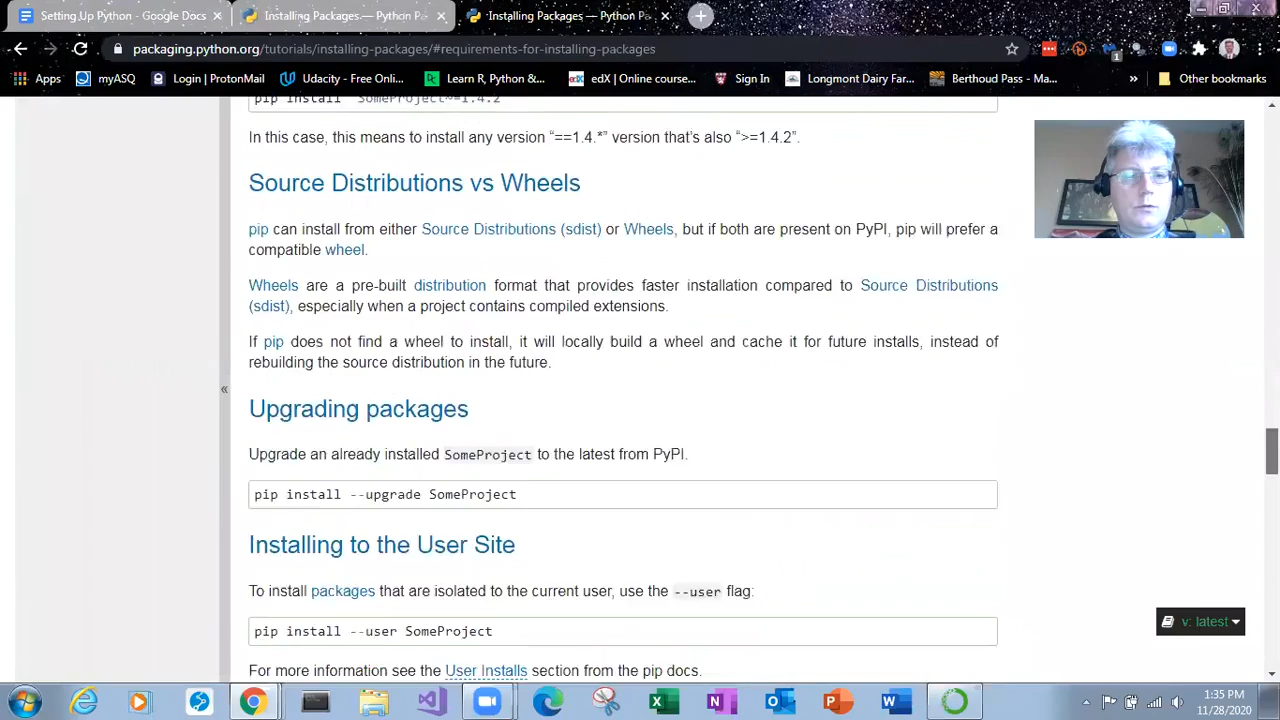 Setting Up Python - Google Docs
Installing Packages — Python P
Installing Packages — Python P
packaging.python.org/tutorials/installing-packages/#requirements-for-installing-packages
1
Apps
myASQ
Login | ProtonMail
Udacity - Free Onli...
Learn R, Python &...
edX | Online course...
Sign In
Longmont Dairy Far...
Berthoud Pass - Ma...
»
Other bookmarks
pip install "SomeProject~=1.4.2"
In this case, this means to install any version “==1.4.*” version that’s also “>=1.4.2”.
Source Distributions vs Wheels
pip can install from either Source Distributions (sdist) or Wheels, but if both are present on PyPI, pip will prefer a
compatible wheel.
Wheels are a pre-built distribution format that provides faster installation compared to Source Distributions
(sdist), especially when a project contains compiled extensions.
If pip does not find a wheel to install, it will locally build a wheel and cache it for future installs, instead of
rebuilding the source distribution in the future.
«
Upgrading packages
Upgrade an already installed SomeProject to the latest from PyPI.
pip install --upgrade SomeProject
Installing to the User Site
To install packages that are isolated to the current user, use the --user flag:
pip install --user SomeProject
v: latest
For more information see the User Installs section from the pip docs.
1:35 PM
11/28/2020